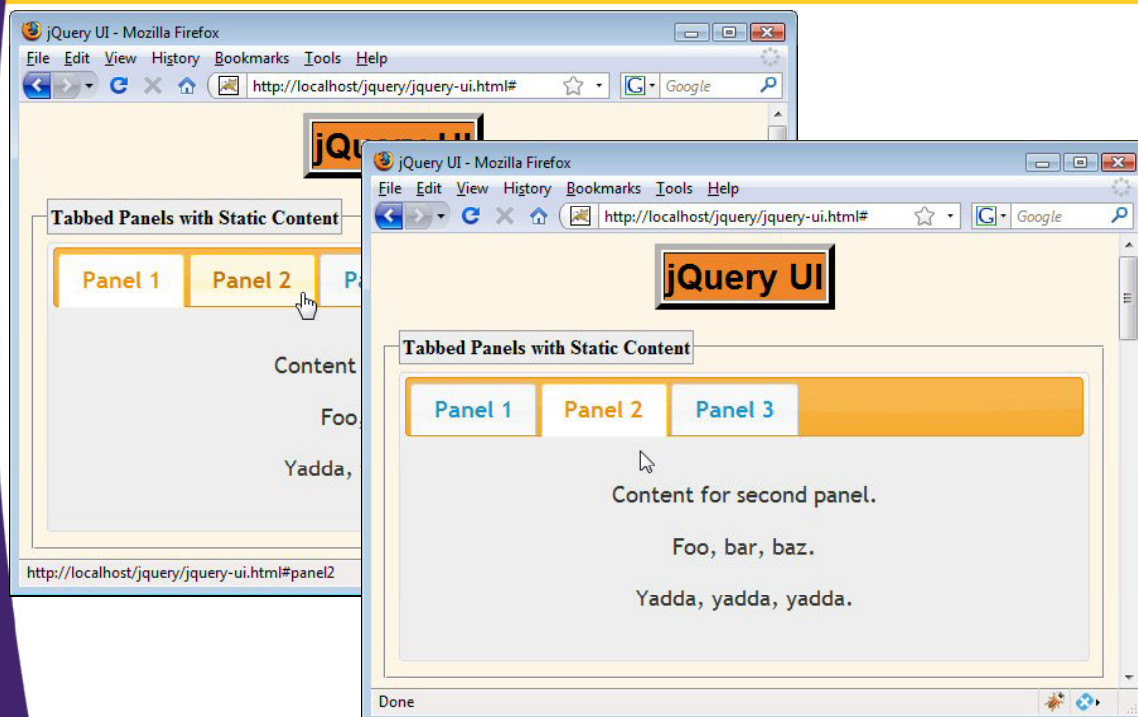 jQuery UI - Mozilla Firefox
File Edit View History Bookmarks Tools Help
http://localhost/jquery/jquery-ui.html#
G Google
Tabbed Panels with Static Content
Panel 1 Panel 2
Content
Foo,
Yadda,
http://localhost/jquery/jquery-ui.html#panel2
jQuery UI - Mozilla Firefox
File Edit View History Bookmarks Tools Help
http://localhost/jquery/jquery-ui.html#
G Google
jQuery UI
Tabbed Panels with Static Content
Panel 1 Panel 2 Panel 3
Content for second panel.
Foo, bar, baz.
Yadda, yadda, yadda.
Done